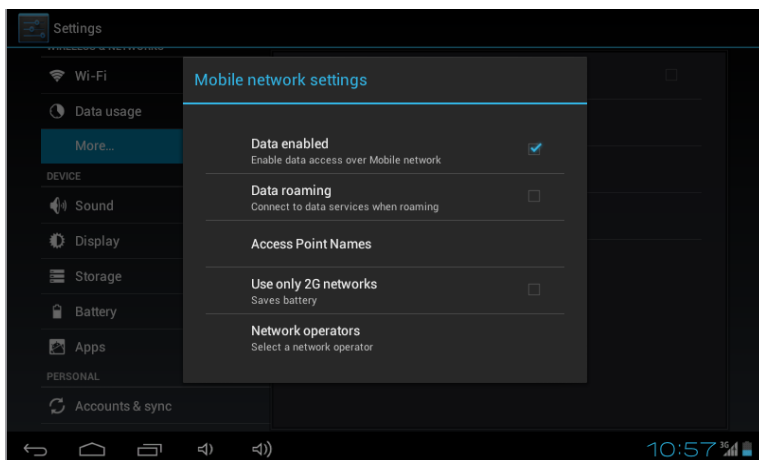 Settings
WIRELESS & NETWORKS
Wi-Fi
Data usage
More...
DEVICE
Sound
Display
Storage
Battery
Apps
PERSONAL
Accounts & sync
Mobile network settings
Data enabled
Enable data access over Mobile network
Data roaming
Connect to data services when roaming
Access Point Names
Use only 2G networks
Saves battery
Network operators
Select a network operator
10:57
3G